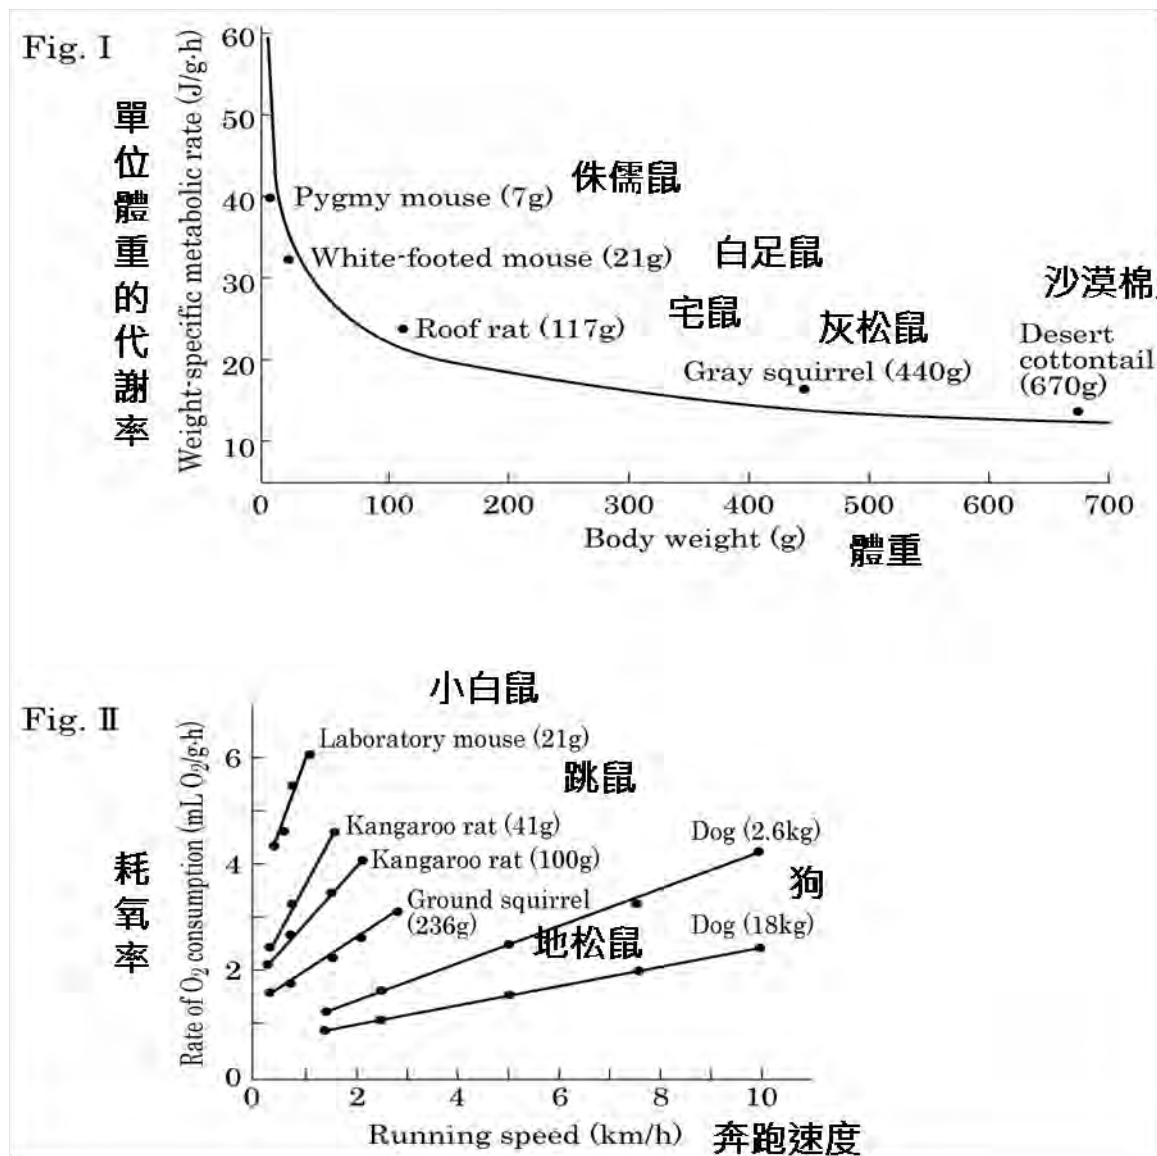 Fig. I
單位體重的代謝率
Weight-specific metabolic rate (J/g·h)
60
50
40
30
20
10
Pygmy mouse (7g)
侏儒鼠
White-footed mouse (21g)
白足鼠
Roof rat (117g)
宅鼠
灰松鼠
Gray squirrel (440g)
沙漠棉
Desert
cottontail
(670g)
0 100 200 300 400 500 600 700
Body weight (g)
體重
Fig. II
耗氧率
Rate of O₂ consumption (mL O₂/g·h)
6
4
2
0
小白鼠
Laboratory mouse (21g)
跳鼠
Kangaroo rat (41g)
Kangaroo rat (100g)
Ground squirrel
(236g)
地松鼠
Dog (2.6kg)
狗
Dog (18kg)
0 2 4 6 8 10
Running speed (km/h)
奔跑速度